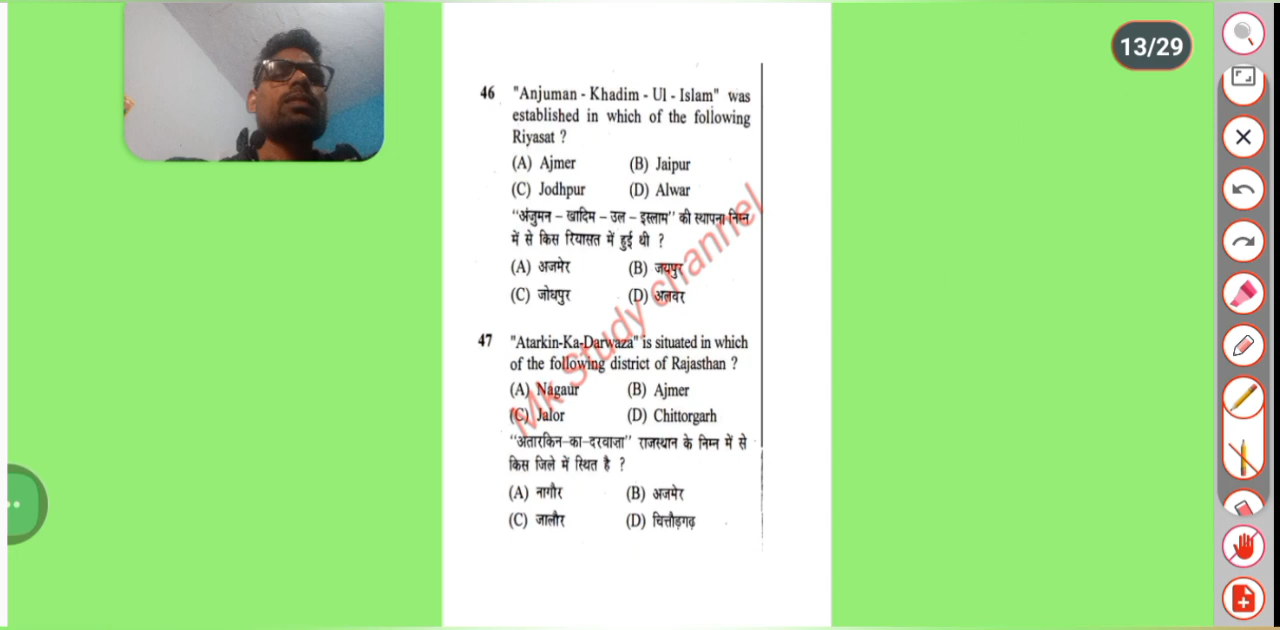 13/29
46 "Anjuman - Khadim - Ul - Islam" was
established in which of the following
Riyasat ?
(A) Ajmer (B) Jaipur
(C) Jodhpur (D) Alwar
“अंजुमन – खादिम – उल – इस्लाम” की स्थापना निम्न
में से किस रियासत में हुई थी ?
(A) अजमेर (B) जयपुर
(C) जोधपुर (D) अलवर
47 "Atarkin-Ka-Darwaza" is situated in which
of the following district of Rajasthan ?
(A) Nagaur (B) Ajmer
(C) Jalor (D) Chittorgarh
“अतारकिन–का–दरवाजा” राजस्थान के निम्न में से
किस जिले में स्थित है ?
(A) नागौर (B) अजमेर
(C) जालौर (D) चित्तौड़गढ़
Mk Study channel